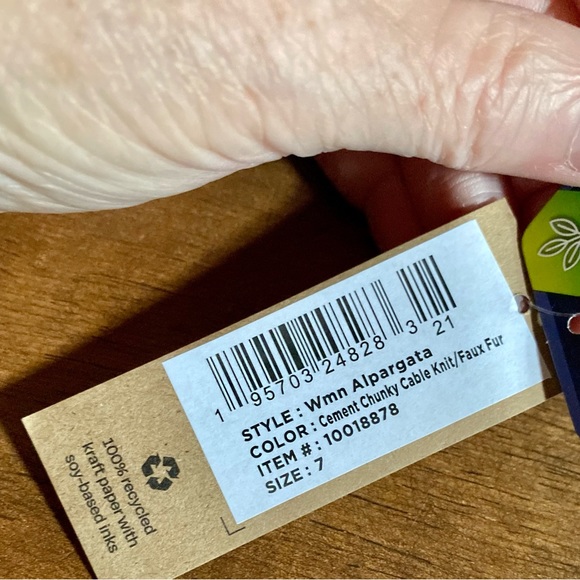 1 95703 24828 3 21
STYLE : Wmn Alpargata
COLOR : Cement Chunky Cable Knit/Faux Fur
ITEM # : 10018878
SIZE : 7
100% recycled
kraft paper with
soy-based inks